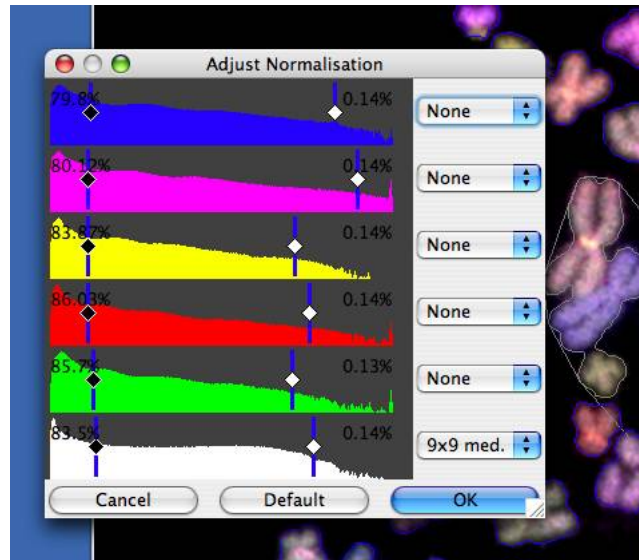 Adjust Normalisation
79.8% 0.14% None
80.12% 0.14% None
83.87% 0.14% None
86.03% 0.14% None
85.7% 0.13% None
83.5% 0.14% 9x9 med.
Cancel Default OK